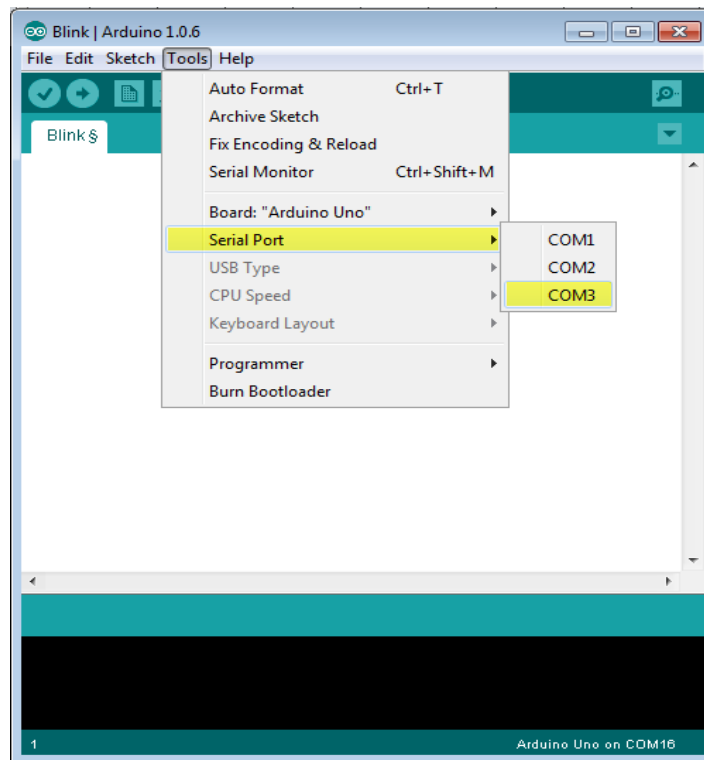 Blink | Arduino 1.0.6
File Edit Sketch Tools Help
Auto Format Ctrl+T
Archive Sketch
Blink §
Fix Encoding & Reload
Serial Monitor Ctrl+Shift+M
Board: "Arduino Uno"
Serial Port COM1
USB Type COM2
CPU Speed COM3
Keyboard Layout
Programmer
Burn Bootloader
1 Arduino Uno on COM16